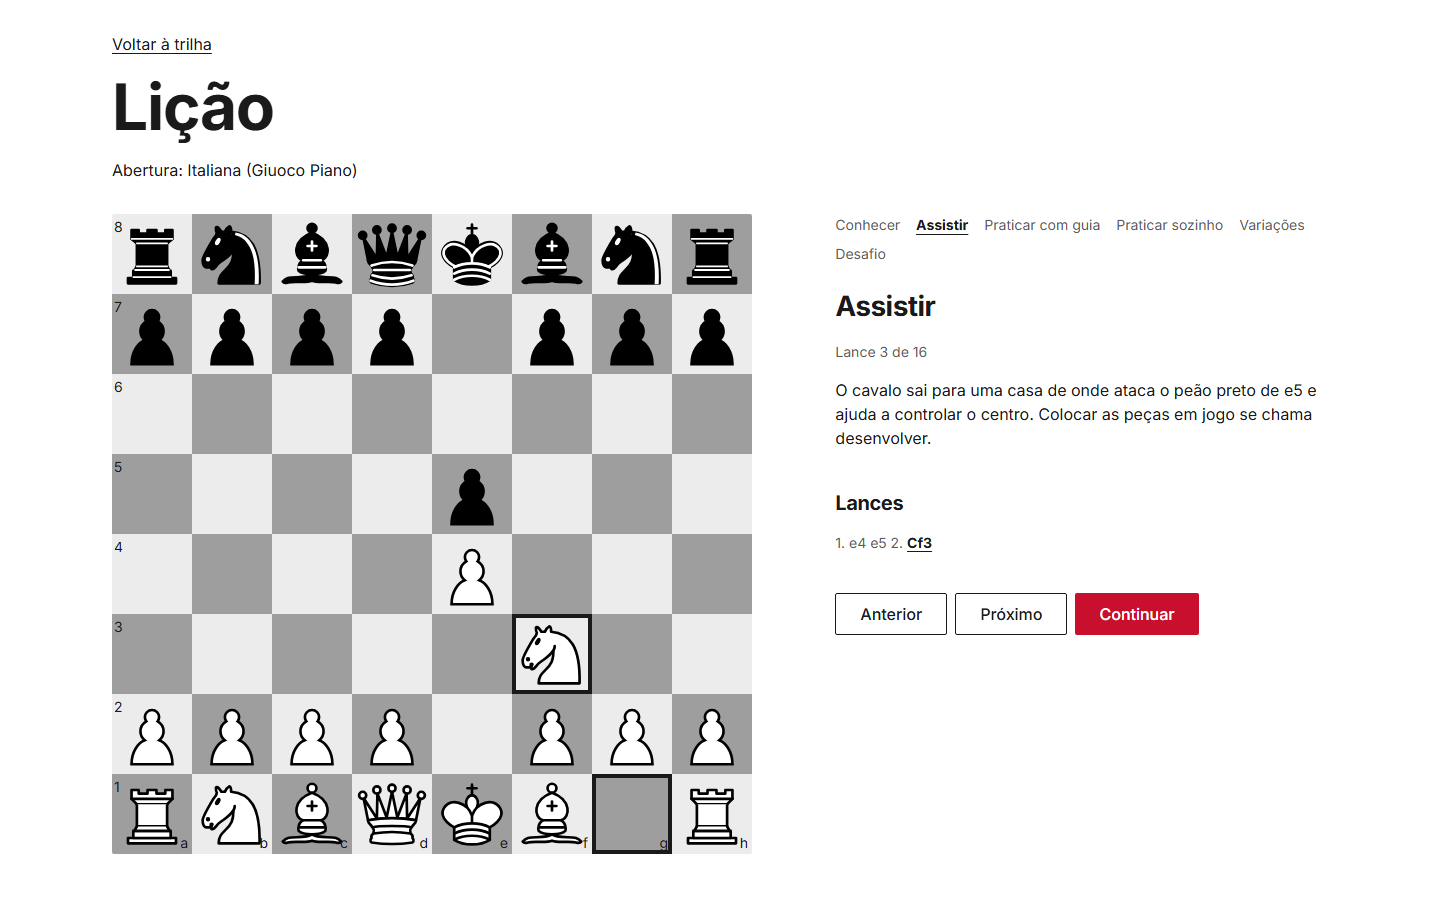 Voltar à trilha
Lição
Abertura: Italiana (Giuoco Piano)
8
7
6
5
4
3
2
1
a b c d e f g h
Conhecer Assistir Praticar com guia Praticar sozinho Variações
Desafio
Assistir
Lance 3 de 16
O cavalo sai para uma casa de onde ataca o peão preto de e5 e
ajuda a controlar o centro. Colocar as peças em jogo se chama
desenvolver.
Lances
1. e4 e5 2. Cf3
Anterior Próximo Continuar